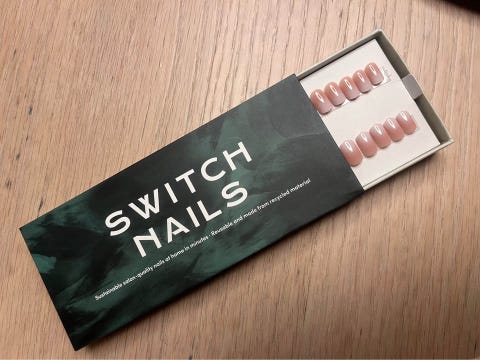 SWITCH
NAILS
Sustainable salon-quality nails at home in minutes • Reusable and made from recycled material